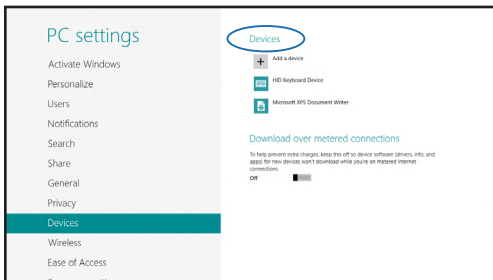 PC settings
Activate Windows
Personalize
Users
Notifications
Search
Share
General
Privacy
Devices
Wireless
Ease of Access
Devices
Add a device
HID Keyboard Device
Microsoft XPS Document Writer
Download over metered connections
To help prevent extra charges, keep this off so device software (drivers, info, and
apps) for new devices won't download while you're on metered Internet
connections.
Off